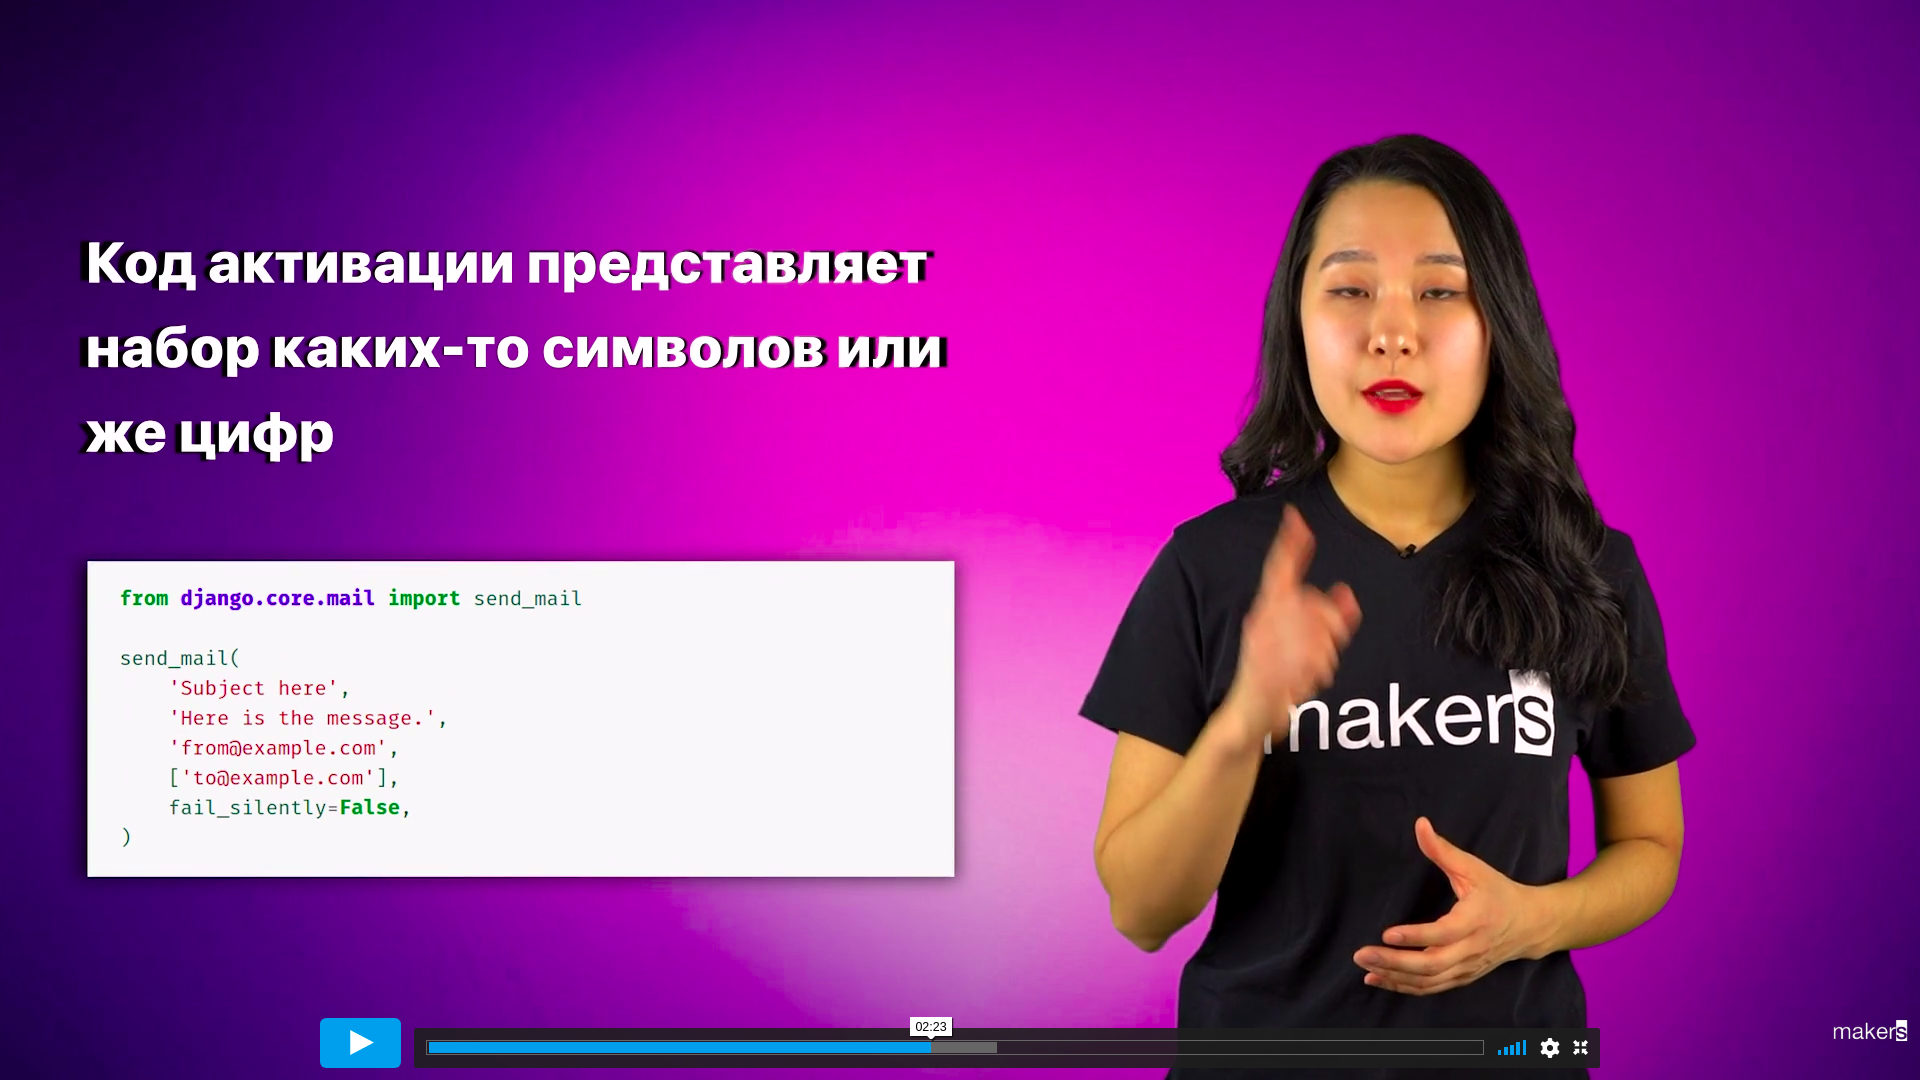 Код активации представляет
набор каких-то символов или
же цифр
from django.core.mail import send_mail
send_mail(
'Subject here',
'Here is the message.',
'from@example.com',
['to@example.com'],
fail_silently=False,
)
makers
02:23
makers